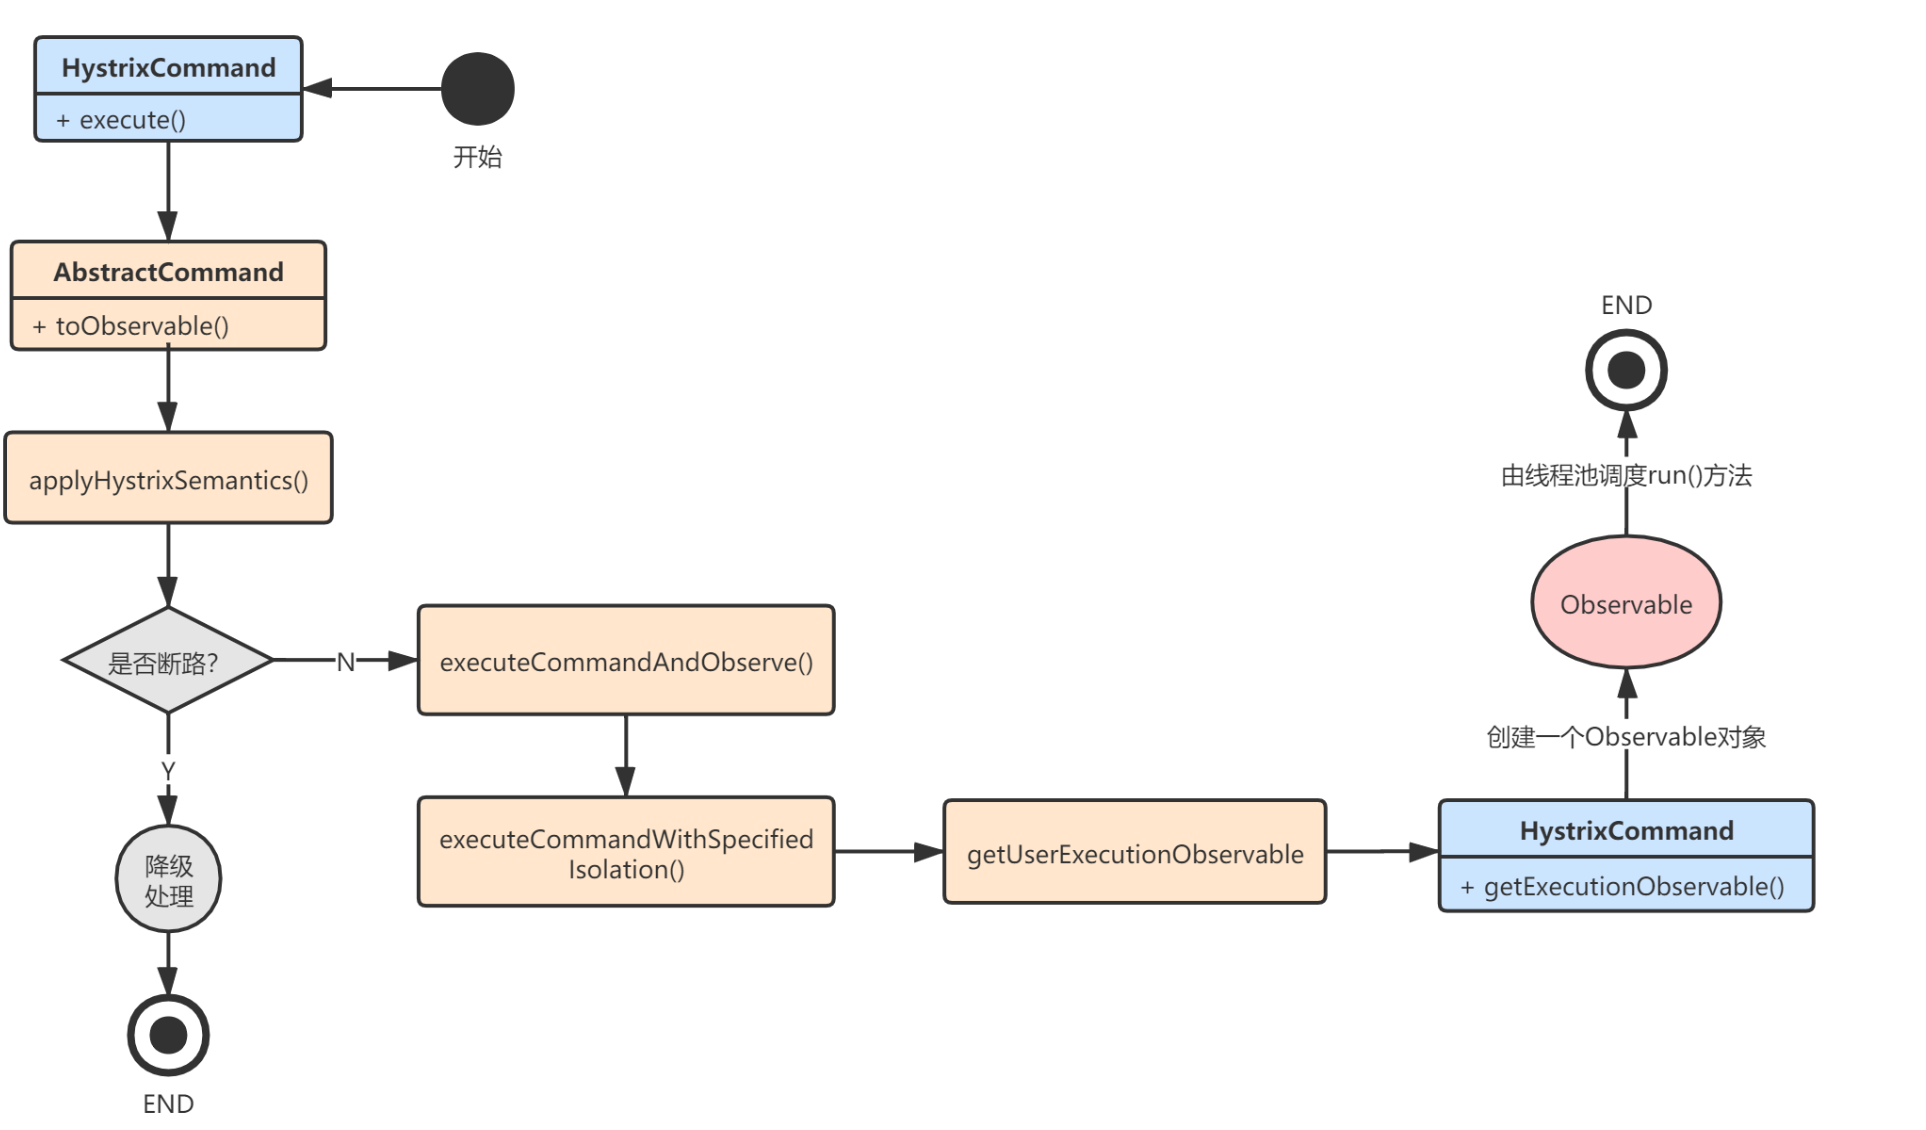 HystrixCommand
+ execute()
开始
AbstractCommand
+ toObservable()
applyHystrixSemantics()
是否断路?
N
executeCommandAndObserve()
Y
降级
处理
END
executeCommandWithSpecified
Isolation()
getUserExecutionObservable
HystrixCommand
+ getExecutionObservable()
创建一个Observable对象
Observable
由线程池调度run()方法
END